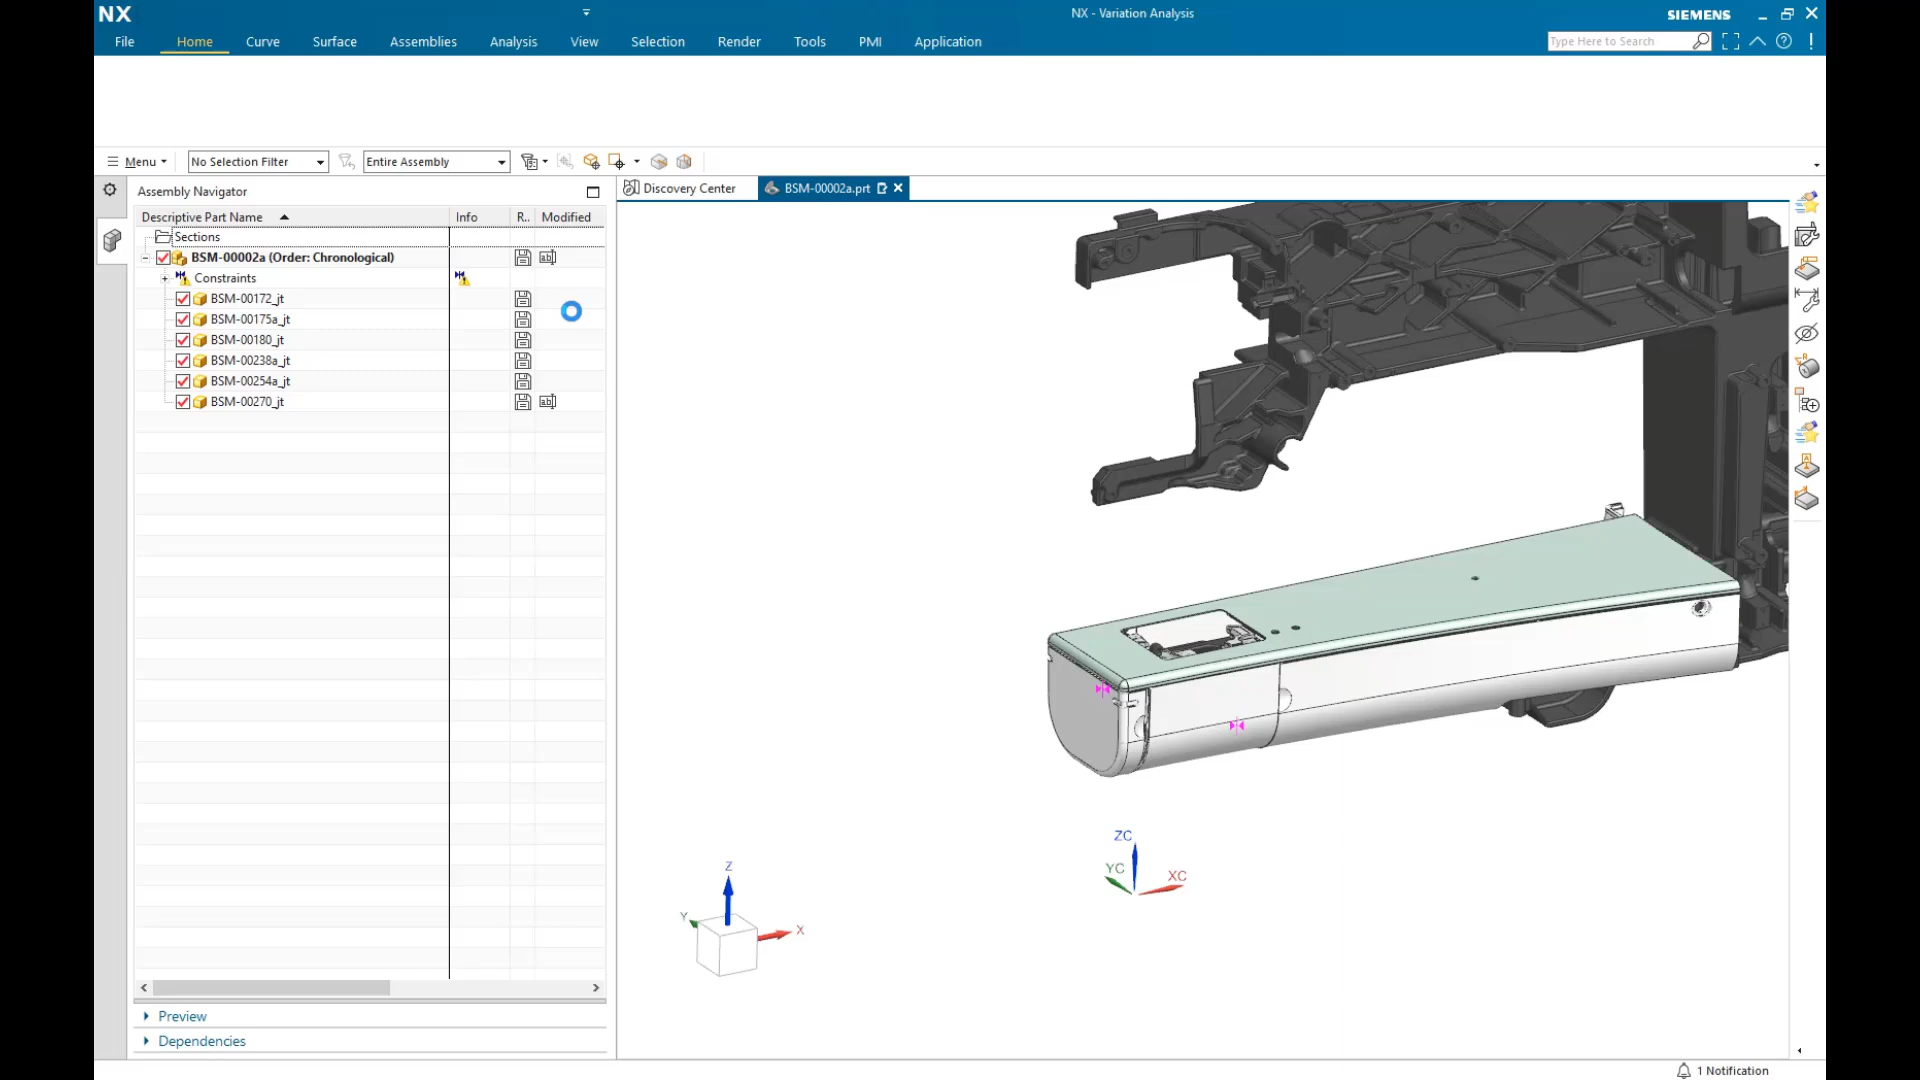 NX
NX - Variation Analysis
SIEMENS
File Home Curve Surface Assemblies Analysis View Selection Render Tools PMI Application
Type Here to Search
Menu
No Selection Filter
Entire Assembly
Assembly Navigator
Discovery Center
BSM-00002a.prt
Descriptive Part Name Info R.. Modified
Sections
BSM-00002a (Order: Chronological)
Constraints
BSM-00172_jt
BSM-00175a_jt
BSM-00180_jt
BSM-00238a_jt
BSM-00254a_jt
BSM-00270_jt
ZC
YC
XC
Z
Y
X
Preview
Dependencies
1 Notification